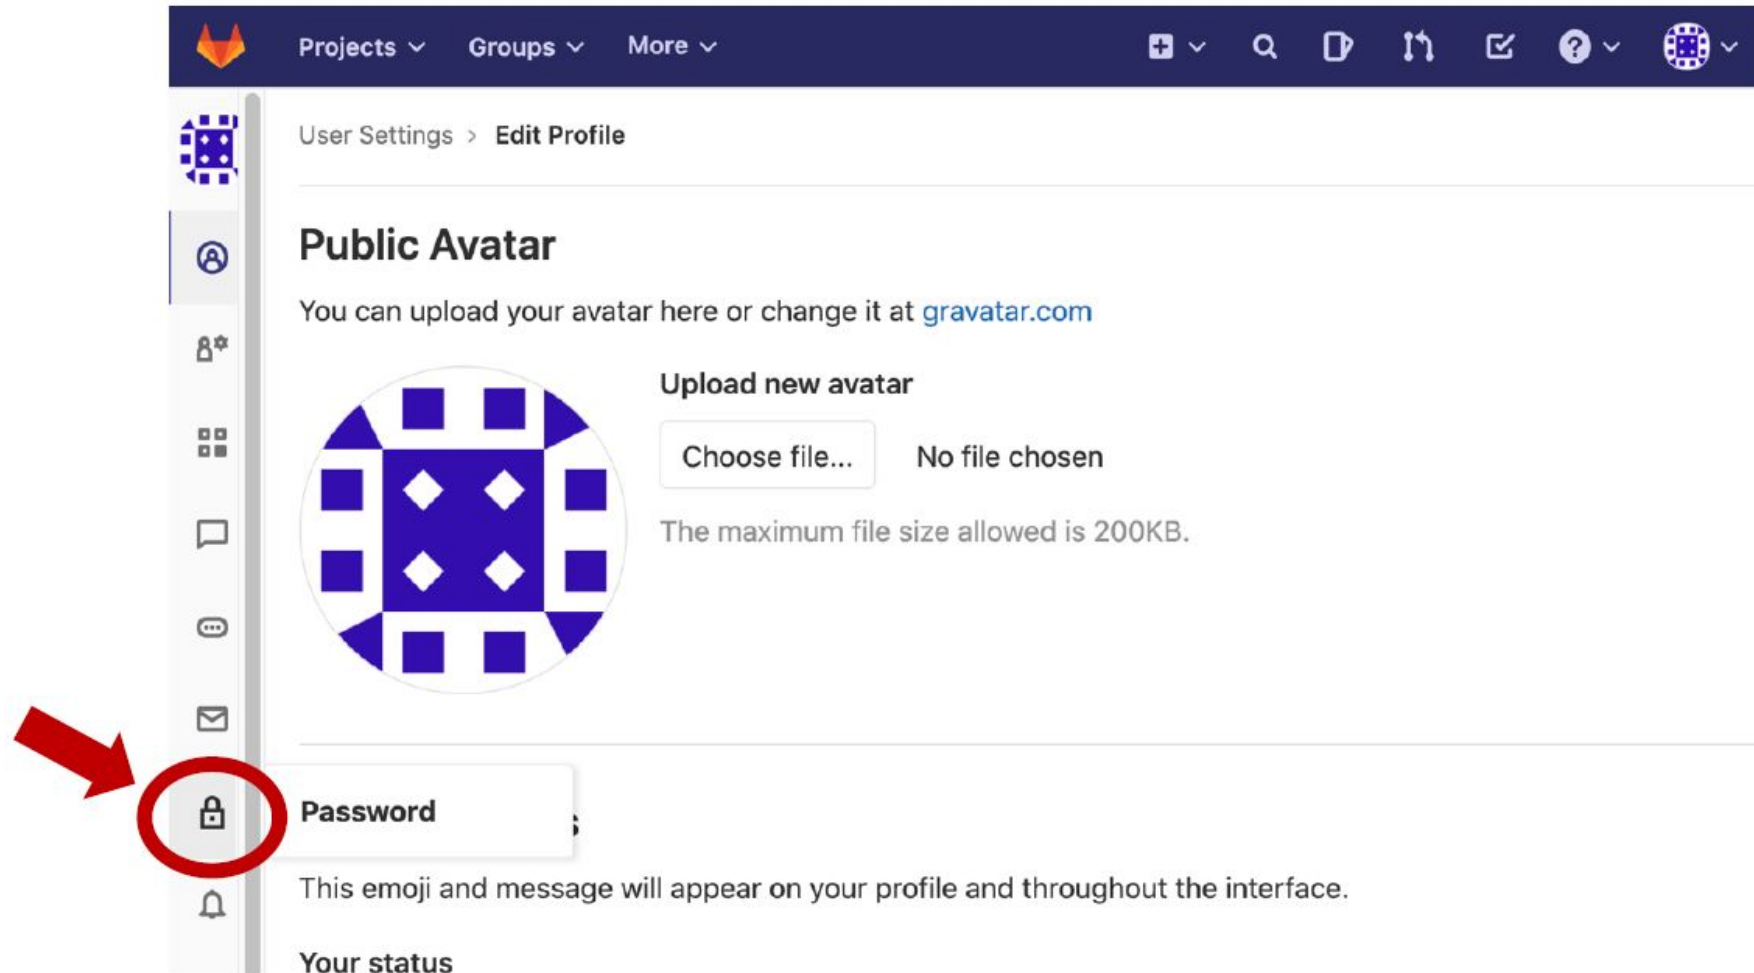 Projects Groups More
User Settings > Edit Profile
Public Avatar
You can upload your avatar here or change it at gravatar.com
Upload new avatar
Choose file... No file chosen
The maximum file size allowed is 200KB.
Password
This emoji and message will appear on your profile and throughout the interface.
Your status